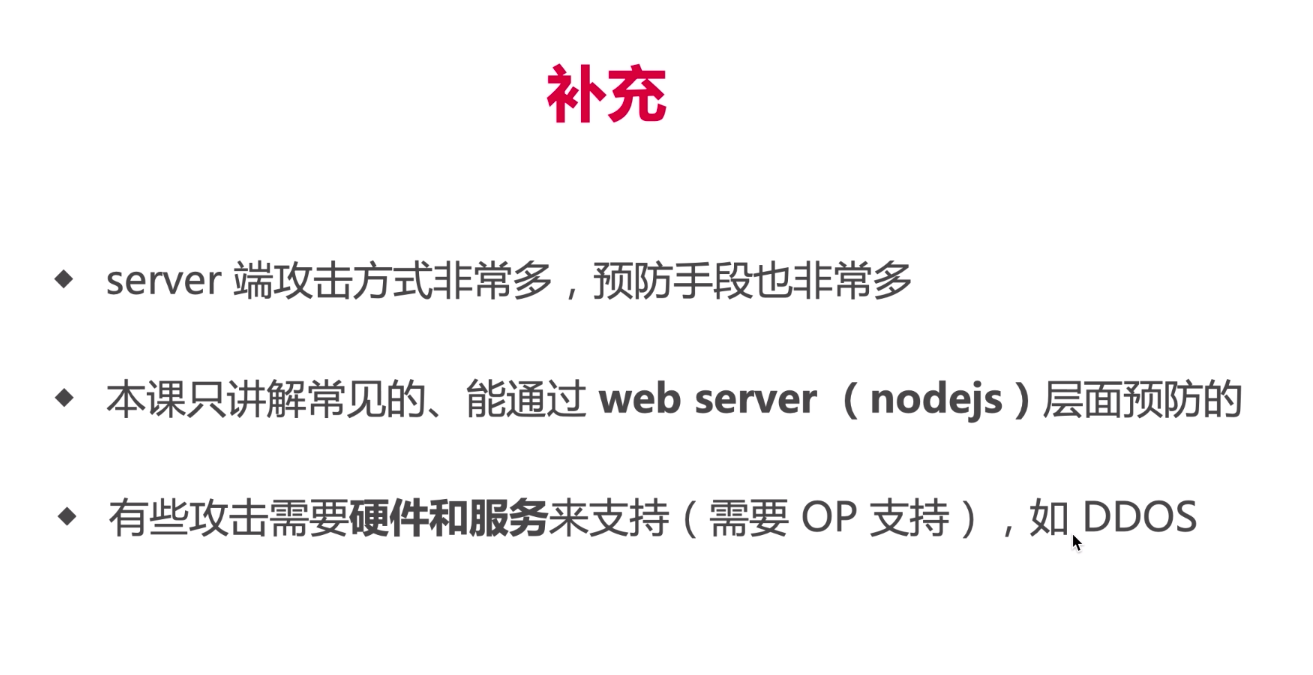 补充
server 端攻击方式非常多，预防手段也非常多
本课只讲解常见的、能通过 web server （nodejs）层面预防的
有些攻击需要硬件和服务来支持（需要 OP 支持），如 DDOS